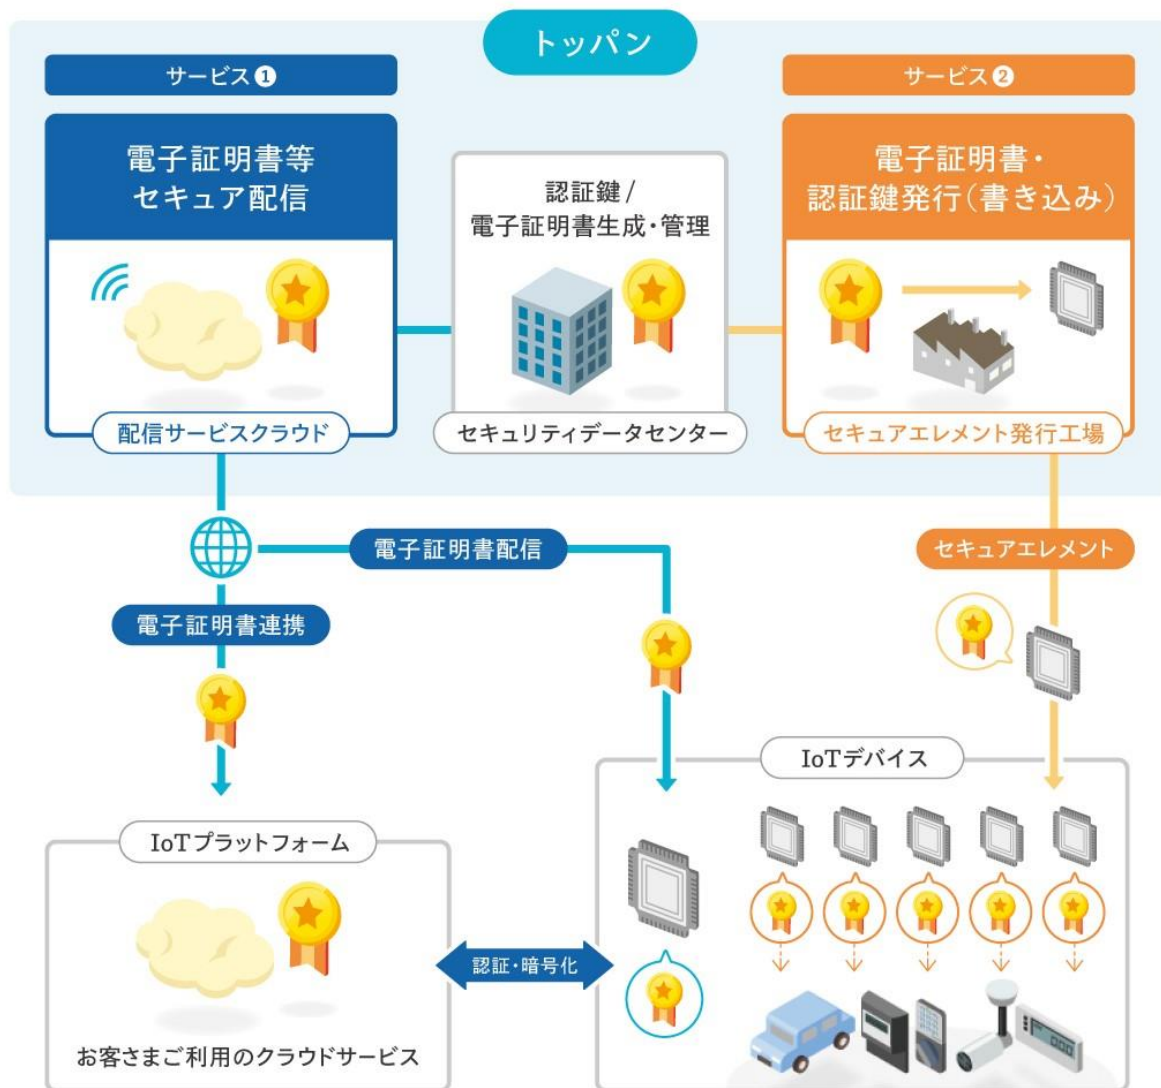 トッパン
サービス❶
電子証明書等
セキュア配信
配信サービスクラウド
認証鍵/
電子証明書生成・管理
セキュリティデータセンター
サービス❷
電子証明書・
認証鍵発行(書き込み)
セキュアエレメント発行工場
電子証明書配信
セキュアエレメント
電子証明書連携
IoTデバイス
IoTプラットフォーム
認証・暗号化
お客さまご利用のクラウドサービス